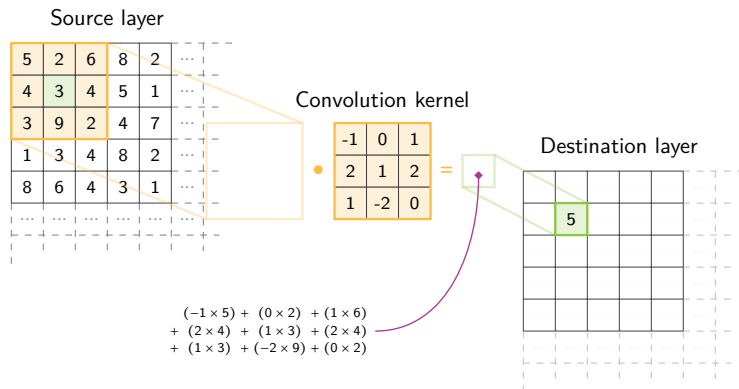 Source layer
5 2 6 8 2 ...
4 3 4 5 1 ...
3 9 2 4 7 ...
1 3 4 8 2 ...
8 6 4 3 1 ...
... ... ... ... ... ...
Convolution kernel
-1 0 1
2 1 2
1 -2 0
• =
Destination layer
5
(−1 × 5) + (0 × 2) + (1 × 6)
+ (2 × 4) + (1 × 3) + (2 × 4)
+ (1 × 3) + (−2 × 9) + (0 × 2)